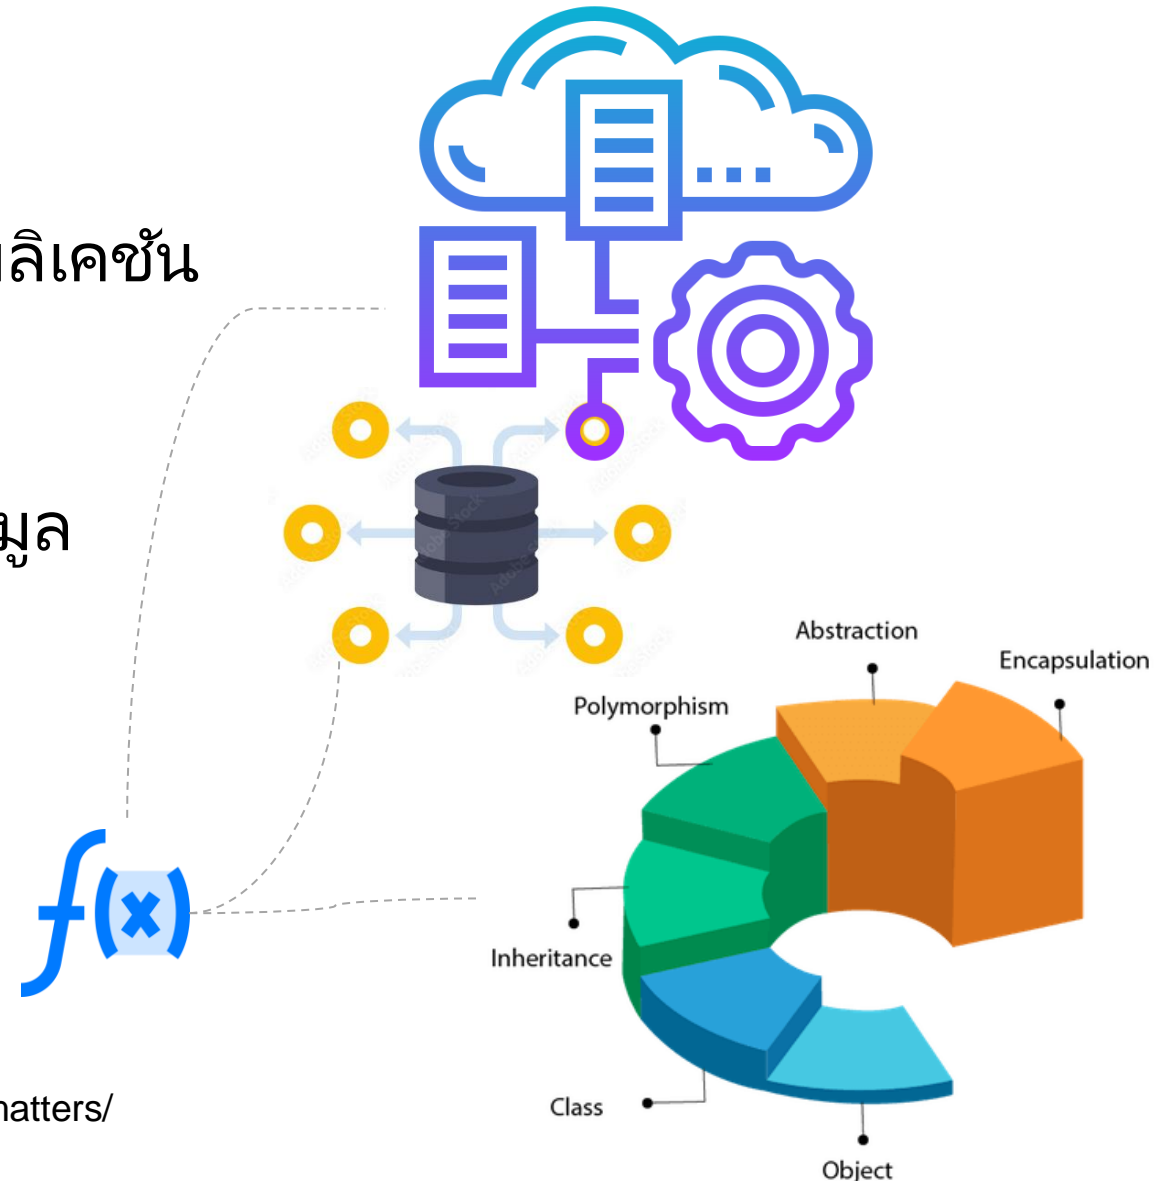 ลิเคชัน
มูล
Abstraction
Encapsulation
Polymorphism
f(x)
Inheritance
natters/
Class
Object